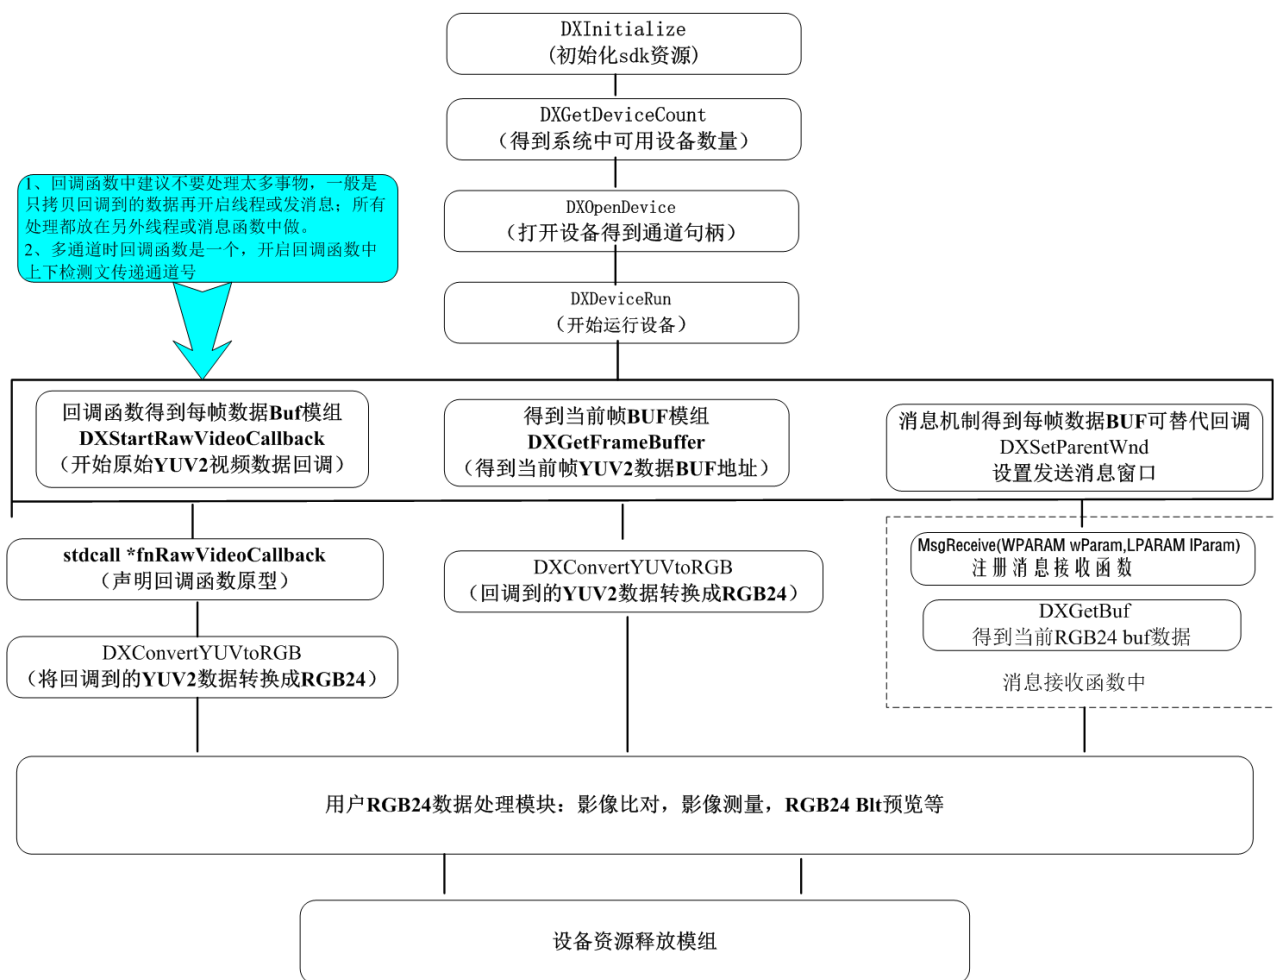 DXInitialize
(初始化sdk资源)
DXGetDeviceCount
（得到系统中可用设备数量）
1、回调函数中建议不要处理太多事物，一般是
只拷贝回调到的数据再开启线程或发消息；所有
处理都放在另外线程或消息函数中做。
2、多通道时回调函数是一个，开启回调函数中
上下检测文传递通道号
DXOpenDevice
（打开设备得到通道句柄）
DXDeviceRun
（开始运行设备）
回调函数得到每帧数据Buf模组
DXStartRawVideoCallback
（开始原始YUV2视频数据回调）
得到当前帧BUF模组
DXGetFrameBuffer
（得到当前帧YUV2数据BUF地址）
消息机制得到每帧数据BUF可替代回调
DXSetParentWnd
设置发送消息窗口
stdcall *fnRawVideoCallback
（声明回调函数原型）
DXConvertYUVtoRGB
（将回调到的YUV2数据转换成RGB24）
DXConvertYUVtoRGB
（回调到的YUV2数据转换成RGB24）
MsgReceive(WPARAM wParam,LPARAM lParam)
注册消息接收函数
DXGetBuf
得到当前RGB24 buf数据
消息接收函数中
用户RGB24数据处理模块：影像比对，影像测量，RGB24 Blt预览等
设备资源释放模组